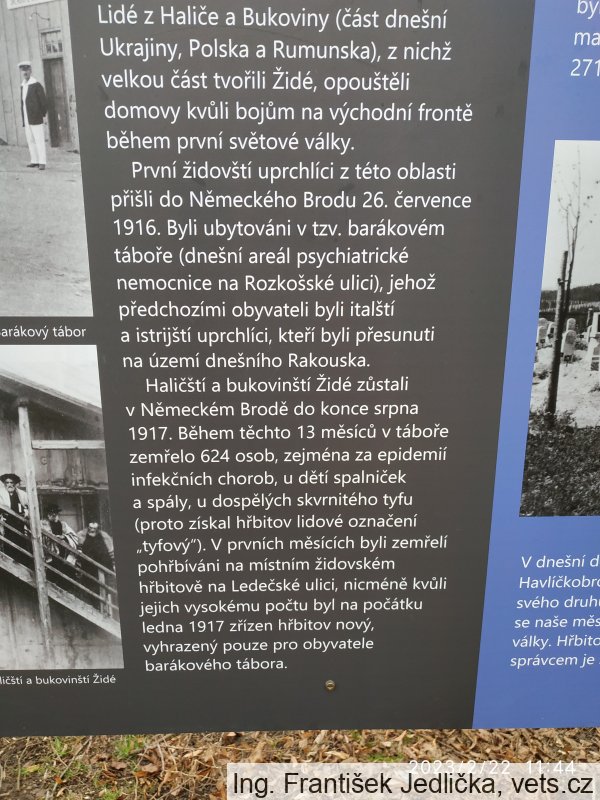 Lidé z Haliče a Bukoviny (část dnešní
Ukrajiny, Polska a Rumunska), z nichž
velkou část tvořili Židé, opouštěli
domovy kvůli bojům na východní frontě
během první světové války.
První židovští uprchlíci z této oblasti
přišli do Německého Brodu 26. července
1916. Byli ubytováni v tzv. barákovém
táboře (dnešní areál psychiatrické
nemocnice na Rozkošské ulici), jehož
předchozími obyvateli byli italští
a istrijští uprchlíci, kteří byli přesunuti
na území dnešního Rakouska.
Haličští a bukovinští Židé zůstali
v Německém Brodě do konce srpna
1917. Během těchto 13 měsíců v táboře
zemřelo 624 osob, zejména za epidemií
infekčních chorob, u dětí spalniček
a spály, u dospělých skvrnitého tyfu
(proto získal hřbitov lidové označení
„tyfový“). V prvních měsících byli zemřelí
pohřbíváni na místním židovském
hřbitově na Ledečské ulici, nicméně kvůli
jejich vysokému počtu byl na počátku
ledna 1917 zřízen hřbitov nový,
vyhrazený pouze pro obyvatele
barákového tábora.
arákový tábor
ličští a bukovinští Židé
by
ma
271
V dnešní d
Havlíčkobro
svého druhu
se naše měs
války. Hřbito
správcem je
2023/2/22 11:44
Ing. František Jedlička, vets.cz